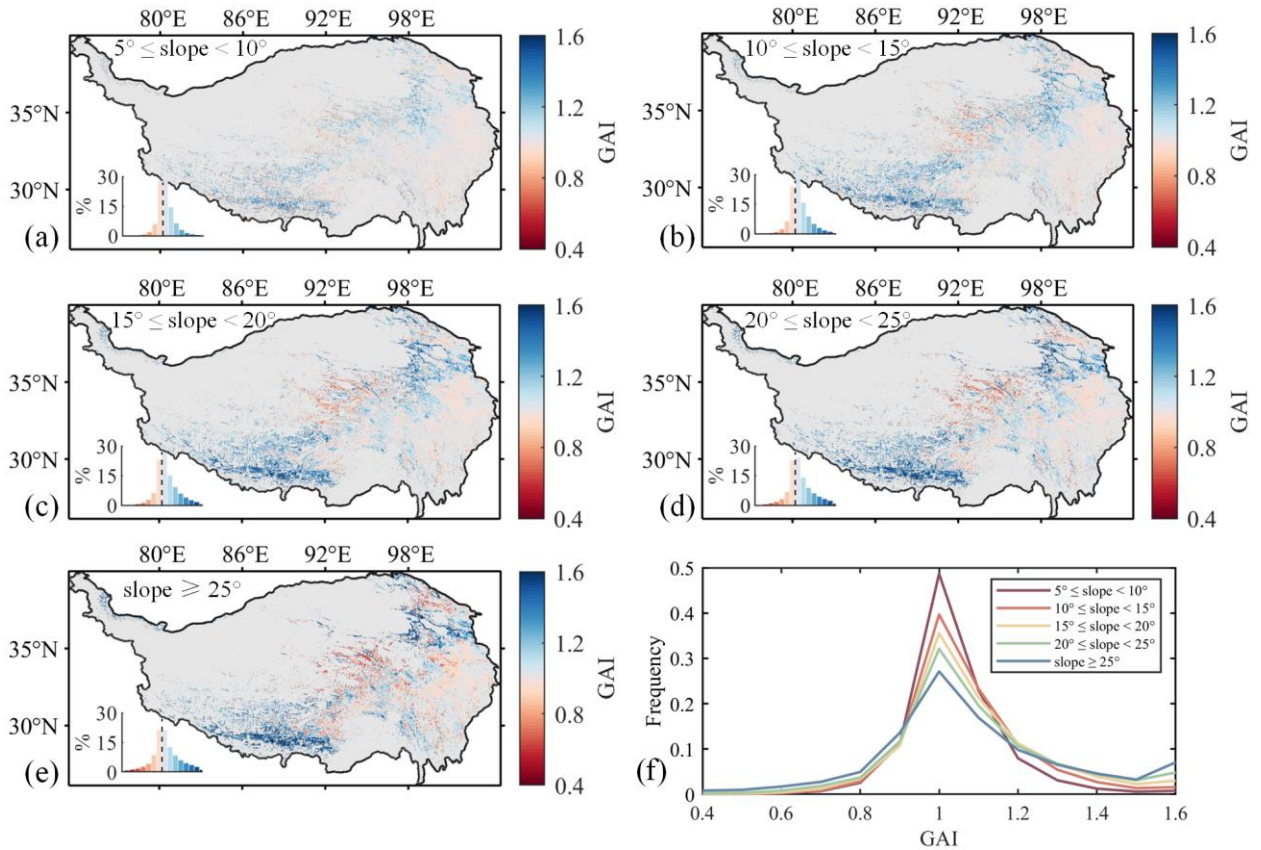 80°E 86°E 92°E 98°E
5° ≤ slope < 10°
1.6
1.2
0.8
0.4
GAI
35°N
30°N
30
15
0
%
(a)
80°E 86°E 92°E 98°E
10° ≤ slope < 15°
1.6
1.2
0.8
0.4
GAI
35°N
30°N
30
15
0
%
(b)
80°E 86°E 92°E 98°E
15° ≤ slope < 20°
1.6
1.2
0.8
0.4
GAI
35°N
30°N
30
15
0
%
(c)
80°E 86°E 92°E 98°E
20° ≤ slope < 25°
1.6
1.2
0.8
0.4
GAI
35°N
30°N
30
15
0
%
(d)
80°E 86°E 92°E 98°E
slope ≥ 25°
1.6
1.2
0.8
0.4
GAI
35°N
30°N
30
15
0
%
(e)
0.5
0.4
0.3
0.2
0.1
0
Frequency
5° ≤ slope < 10°
10° ≤ slope < 15°
15° ≤ slope < 20°
20° ≤ slope < 25°
slope ≥ 25°
(f)
0.4 0.6 0.8 1 1.2 1.4 1.6
GAI